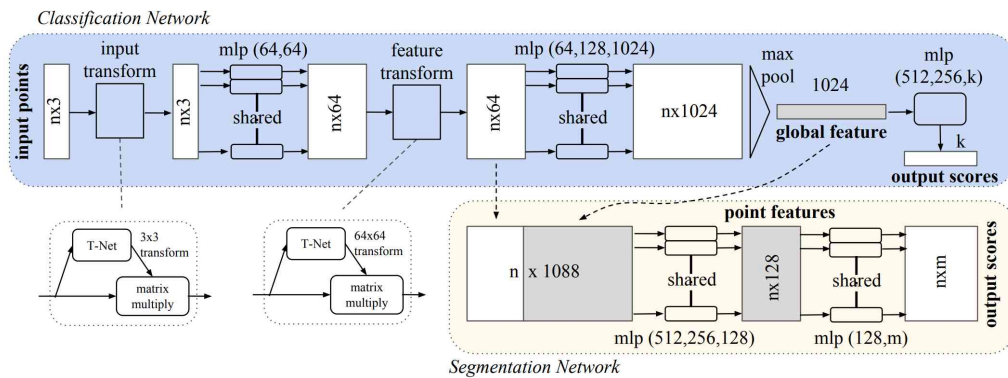 Classification Network
input points
nx3
input
transform
nx3
mlp (64,64)
shared
nx64
feature
transform
nx64
mlp (64,128,1024)
shared
nx1024
max
pool
1024
global feature
mlp
(512,256,k)
k
output scores
T-Net
3x3
transform
matrix
multiply
T-Net
64x64
transform
matrix
multiply
point features
n x 1088
shared
mlp (512,256,128)
nx128
shared
mlp (128,m)
nxm
output scores
Segmentation Network